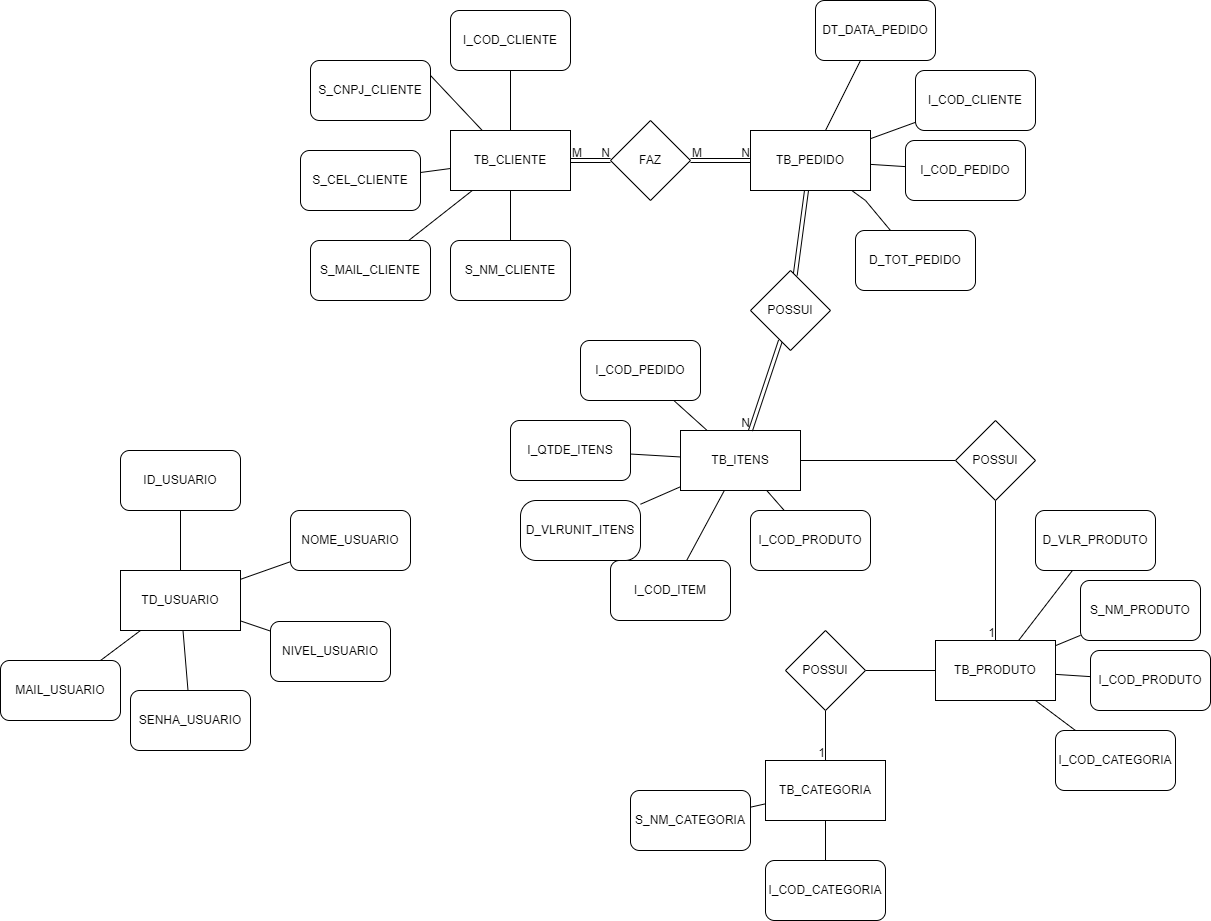 DT_DATA_PEDIDO
I_COD_CLIENTE
S_CNPJ_CLIENTE
I_COD_CLIENTE
TB_CLIENTE
M
N
FAZ
M
N
TB_PEDIDO
I_COD_PEDIDO
S_CEL_CLIENTE
S_MAIL_CLIENTE
S_NM_CLIENTE
D_TOT_PEDIDO
POSSUI
I_COD_PEDIDO
N
I_QTDE_ITENS
TB_ITENS
POSSUI
ID_USUARIO
D_VLRUNIT_ITENS
I_COD_PRODUTO
NOME_USUARIO
D_VLR_PRODUTO
I_COD_ITEM
TD_USUARIO
S_NM_PRODUTO
1
NIVEL_USUARIO
POSSUI
TB_PRODUTO
I_COD_PRODUTO
MAIL_USUARIO
SENHA_USUARIO
1
I_COD_CATEGORIA
TB_CATEGORIA
S_NM_CATEGORIA
I_COD_CATEGORIA